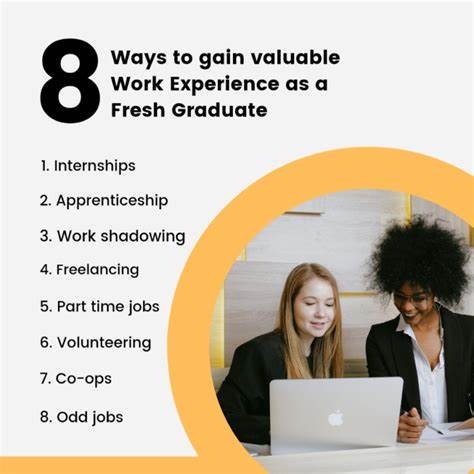 8 Ways to gain valuable
Work Experience as a
Fresh Graduate
1. Internships
2. Apprenticeship
3. Work shadowing
4. Freelancing
5. Part time jobs
6. Volunteering
7. Co-ops
8. Odd jobs